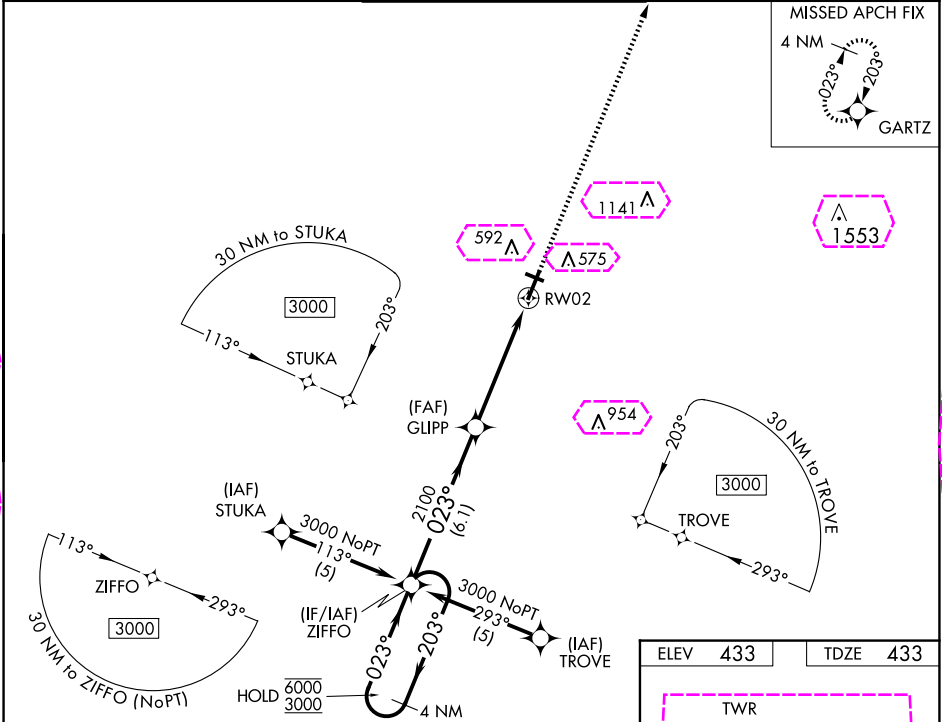 MISSED APCH FIX
4 NM
023°
203°
GARTZ
1141
592
575
1553
30 NM to STUKA
3000
203°
113°
STUKA
RW02
(FAF)
GLIPP
954
30 NM to TROVE
203°
3000
TROVE
293°
(IAF)
STUKA
3000 NoPT
113°
(5)
2100
023°
(6.1)
113°
ZIFFO
293°
3000
30 NM to ZIFFO (NoPT)
(IF/IAF)
ZIFFO
3000 NoPT
293°
(5)
(IAF)
TROVE
023°
203°
HOLD 6000
3000
4 NM
ELEV 433
TDZE 433
TWR